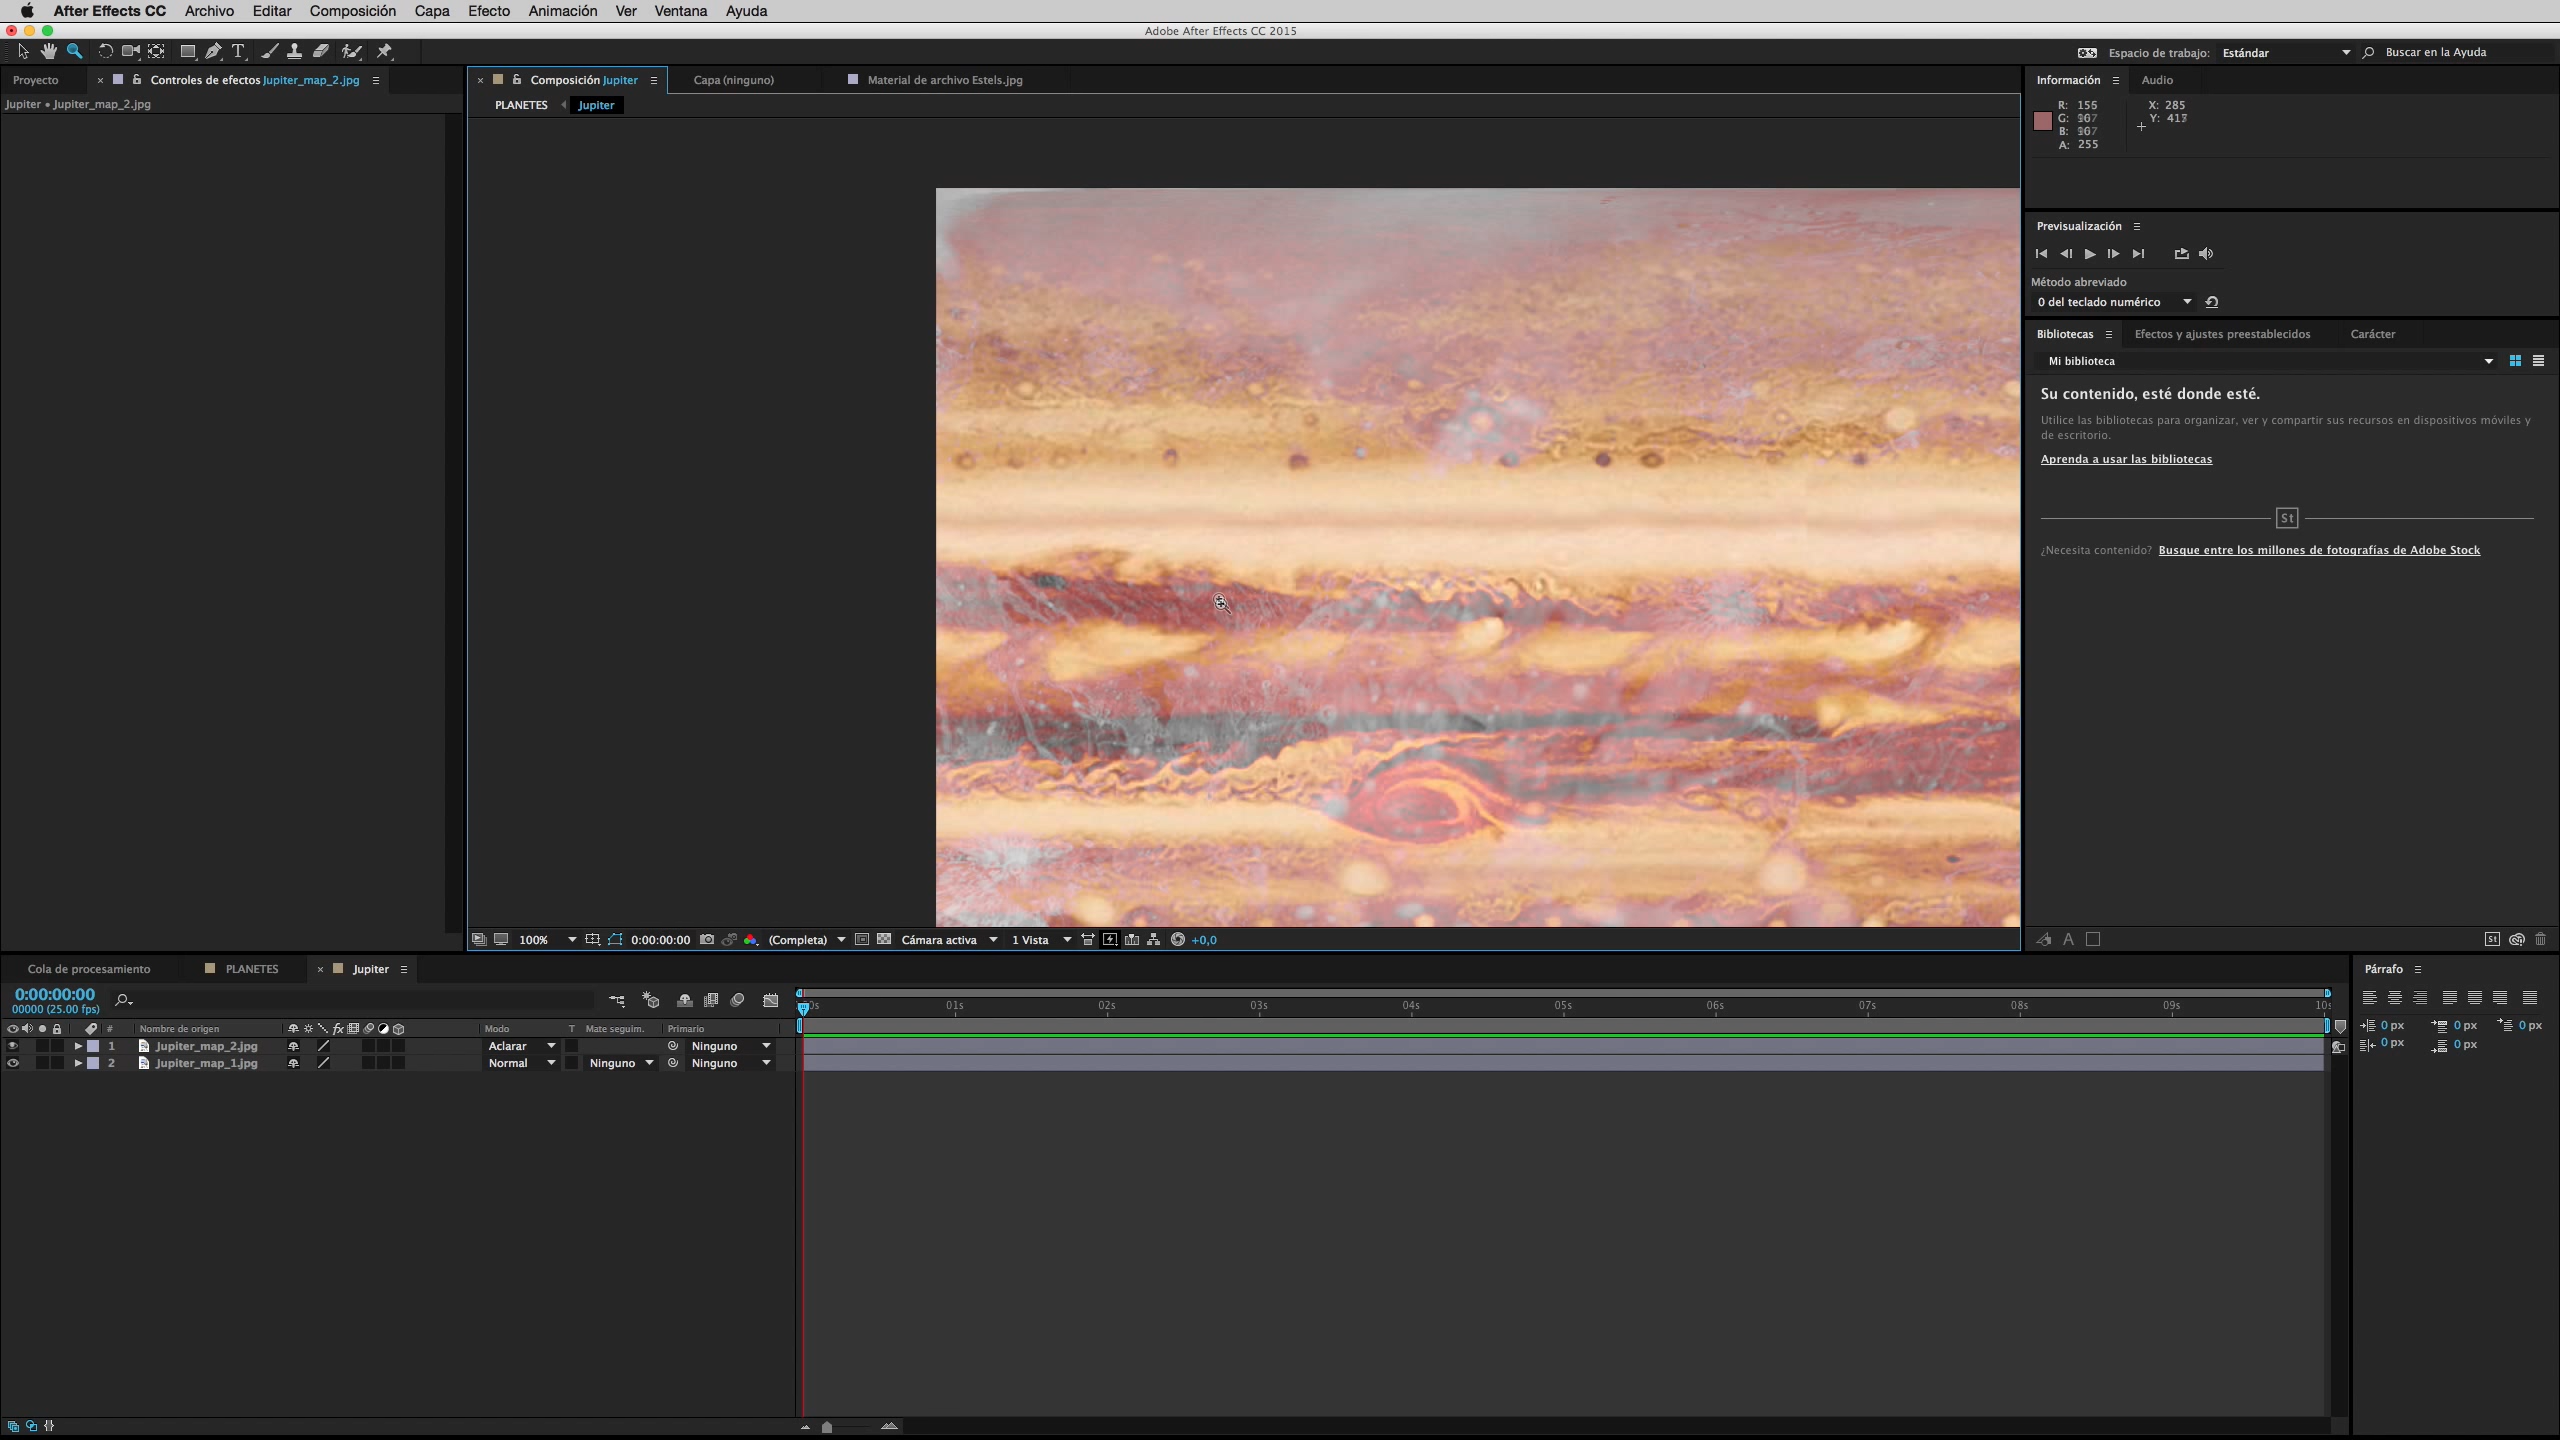 After Effects CC Archivo Editar Composición Capa Efecto Animación Ver Ventana Ayuda
Adobe After Effects CC 2015
Espacio de trabajo: Estándar Buscar en la Ayuda
Proyecto × Controles de efectos Jupiter_map_2.jpg
Jupiter • Jupiter_map_2.jpg
× Composición Jupiter Capa (ninguno) Material de archivo Estels.jpg
PLANETES Jupiter
Información Audio
R: 155 X: 285
G: Y:
B:
A: 255
Previsualización
Método abreviado
0 del teclado numérico
Bibliotecas Efectos y ajustes preestablecidos Carácter
Mi biblioteca
Su contenido, esté donde esté.
Utilice las bibliotecas para organizar, ver y compartir sus recursos en dispositivos móviles y
de escritorio.
Aprenda a usar las bibliotecas
St
¿Necesita contenido? Busque entre los millones de fotografías de Adobe Stock
100% 0:00:00:00 (Completa) Cámara activa 1 Vista +0,0
Cola de procesamiento PLANETES × Jupiter
0:00:00:00
00000 (25.00 fps)
01s 02s 03s 04s 05s 06s 07s 08s 09s
# Nombre de origen fx Modo T Mate seguim. Primario
1 Jupiter_map_2.jpg Aclarar Ninguno
2 Jupiter_map_1.jpg Normal Ninguno Ninguno
Párrafo
0 px 0 px 0 px
0 px 0 px